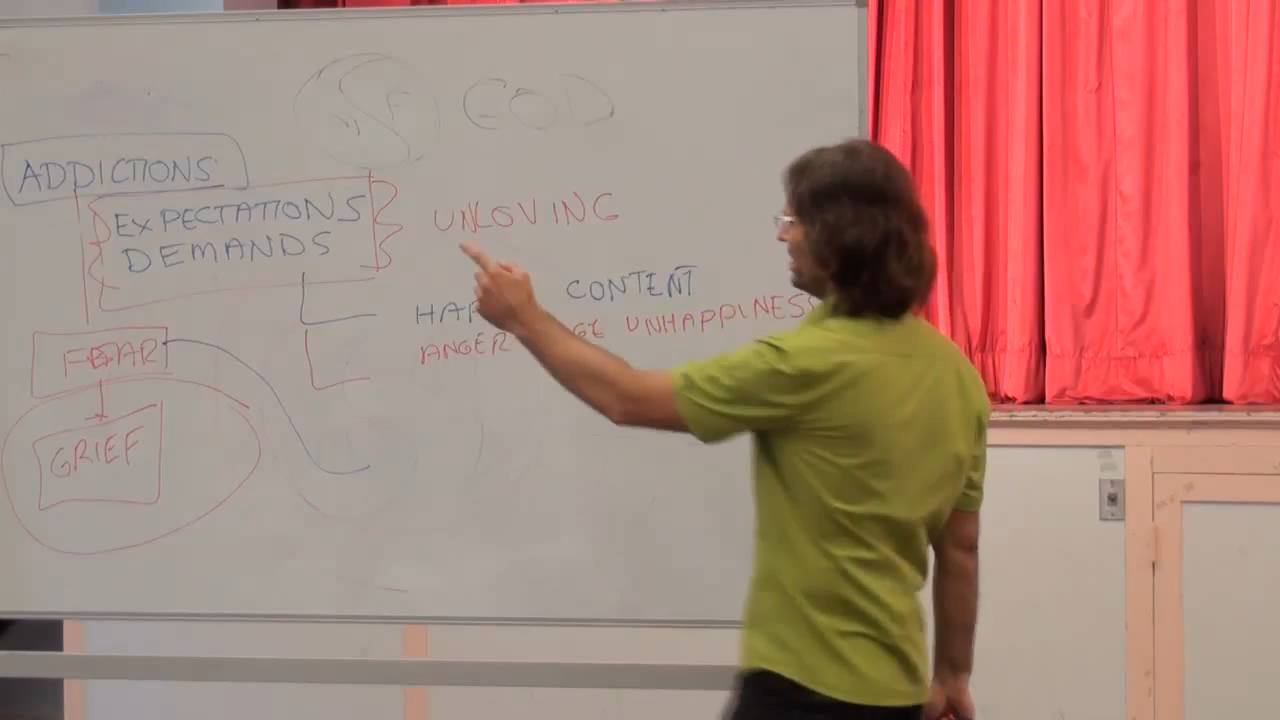 GOD
ADDICTIONS
EXPECTATIONS
DEMANDS
UNLOVING
CONTENT
ANGER UNHAPPINESS
FEAR
GRIEF